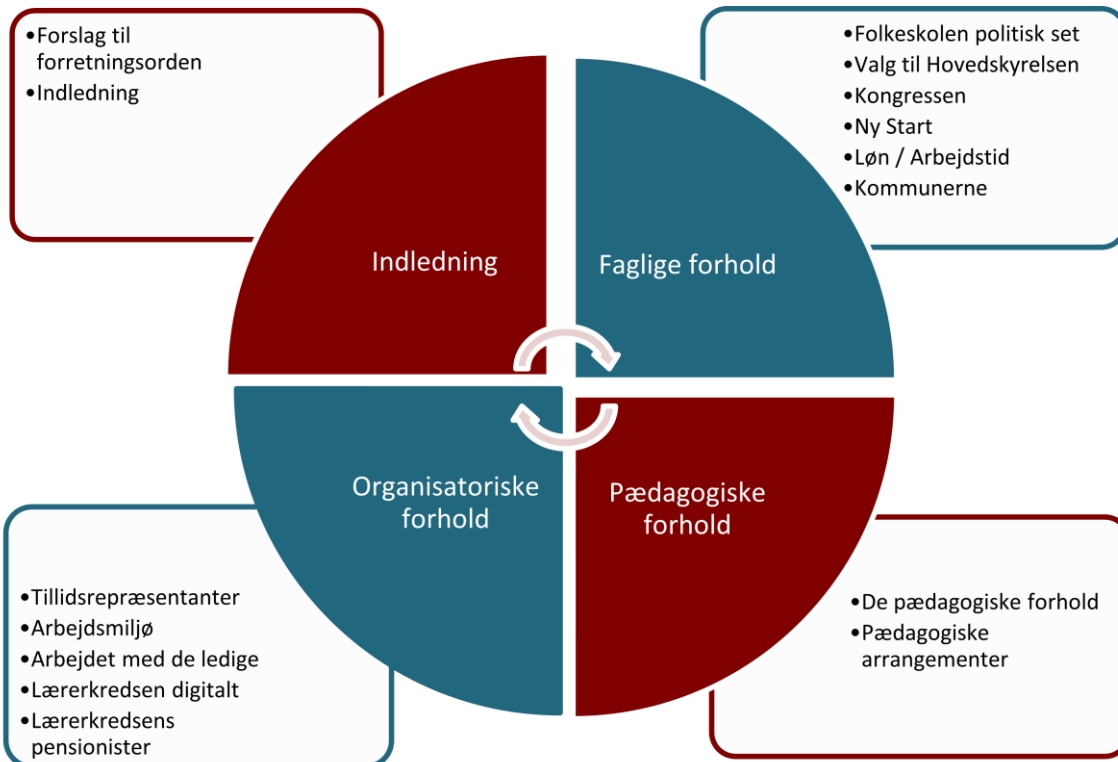 •Forslag til
forretningsorden
•Indledning
•Folkeskolen politisk set
•Valg til Hovedskyrelsen
•Kongressen
•Ny Start
•Løn / Arbejdstid
•Kommunerne
Indledning
Faglige forhold
Organisatoriske
forhold
Pædagogiske
forhold
•Tillidsrepræsentanter
•Arbejdsmiljø
•Arbejdet med de ledige
•Lærerkredsen digitalt
•Lærerkredsens
pensionister
•De pædagogiske forhold
•Pædagogiske
arrangementer